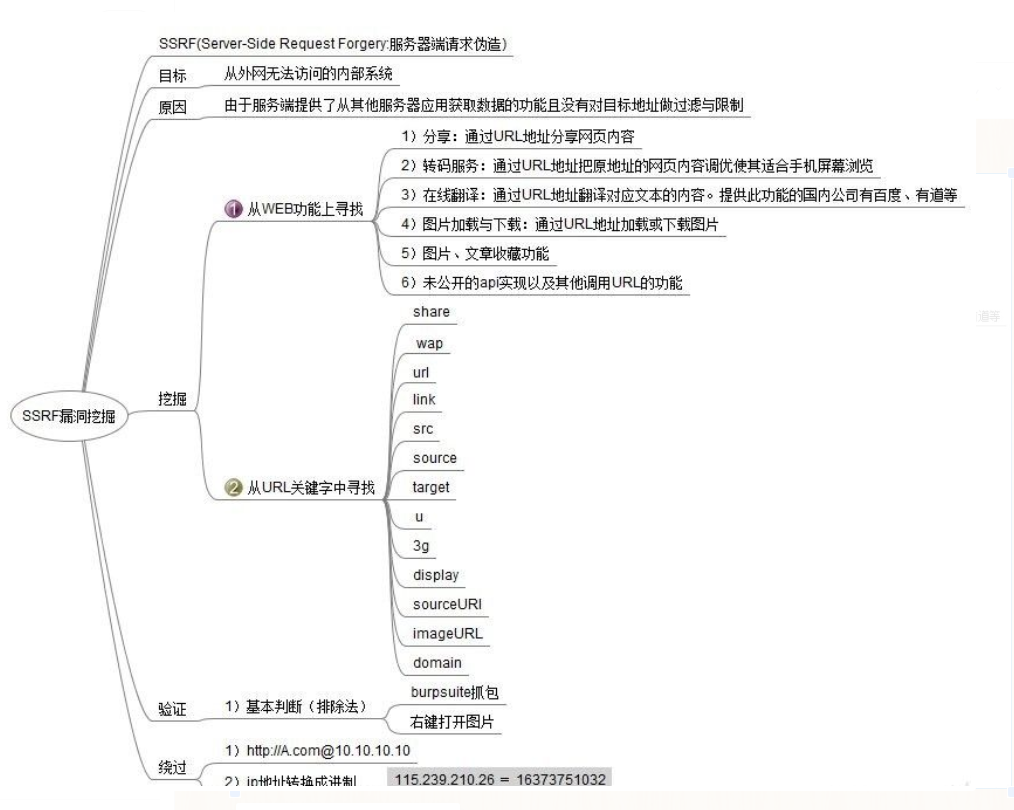 SSRF(Server-Side Request Forgery:服务器端请求伪造)
目标
从外网无法访问的内部系统
原因
由于服务端提供了从其他服务器应用获取数据的功能且没有对目标地址做过滤与限制
1）分享：通过URL地址分享网页内容
2）转码服务：通过URL地址把原地址的网页内容调优使其适合手机屏幕浏览
1 从WEB功能上寻找
3）在线翻译：通过URL地址翻译对应文本的内容。提供此功能的国内公司有百度、有道等
4）图片加载与下载：通过URL地址加载或下载图片
5）图片、文章收藏功能
6）未公开的api实现以及其他调用URL的功能
道等
SSRF漏洞挖掘
挖掘
2 从URL关键字中寻找
share
wap
url
link
src
source
target
u
3g
display
sourceURl
imageURL
domain
验证
1）基本判断（排除法）
burpsuite抓包
右键打开图片
绕过
1）http://A.com@10.10.10.10
2）ip地址转换成进制
115.239.210.26 = 16373751032